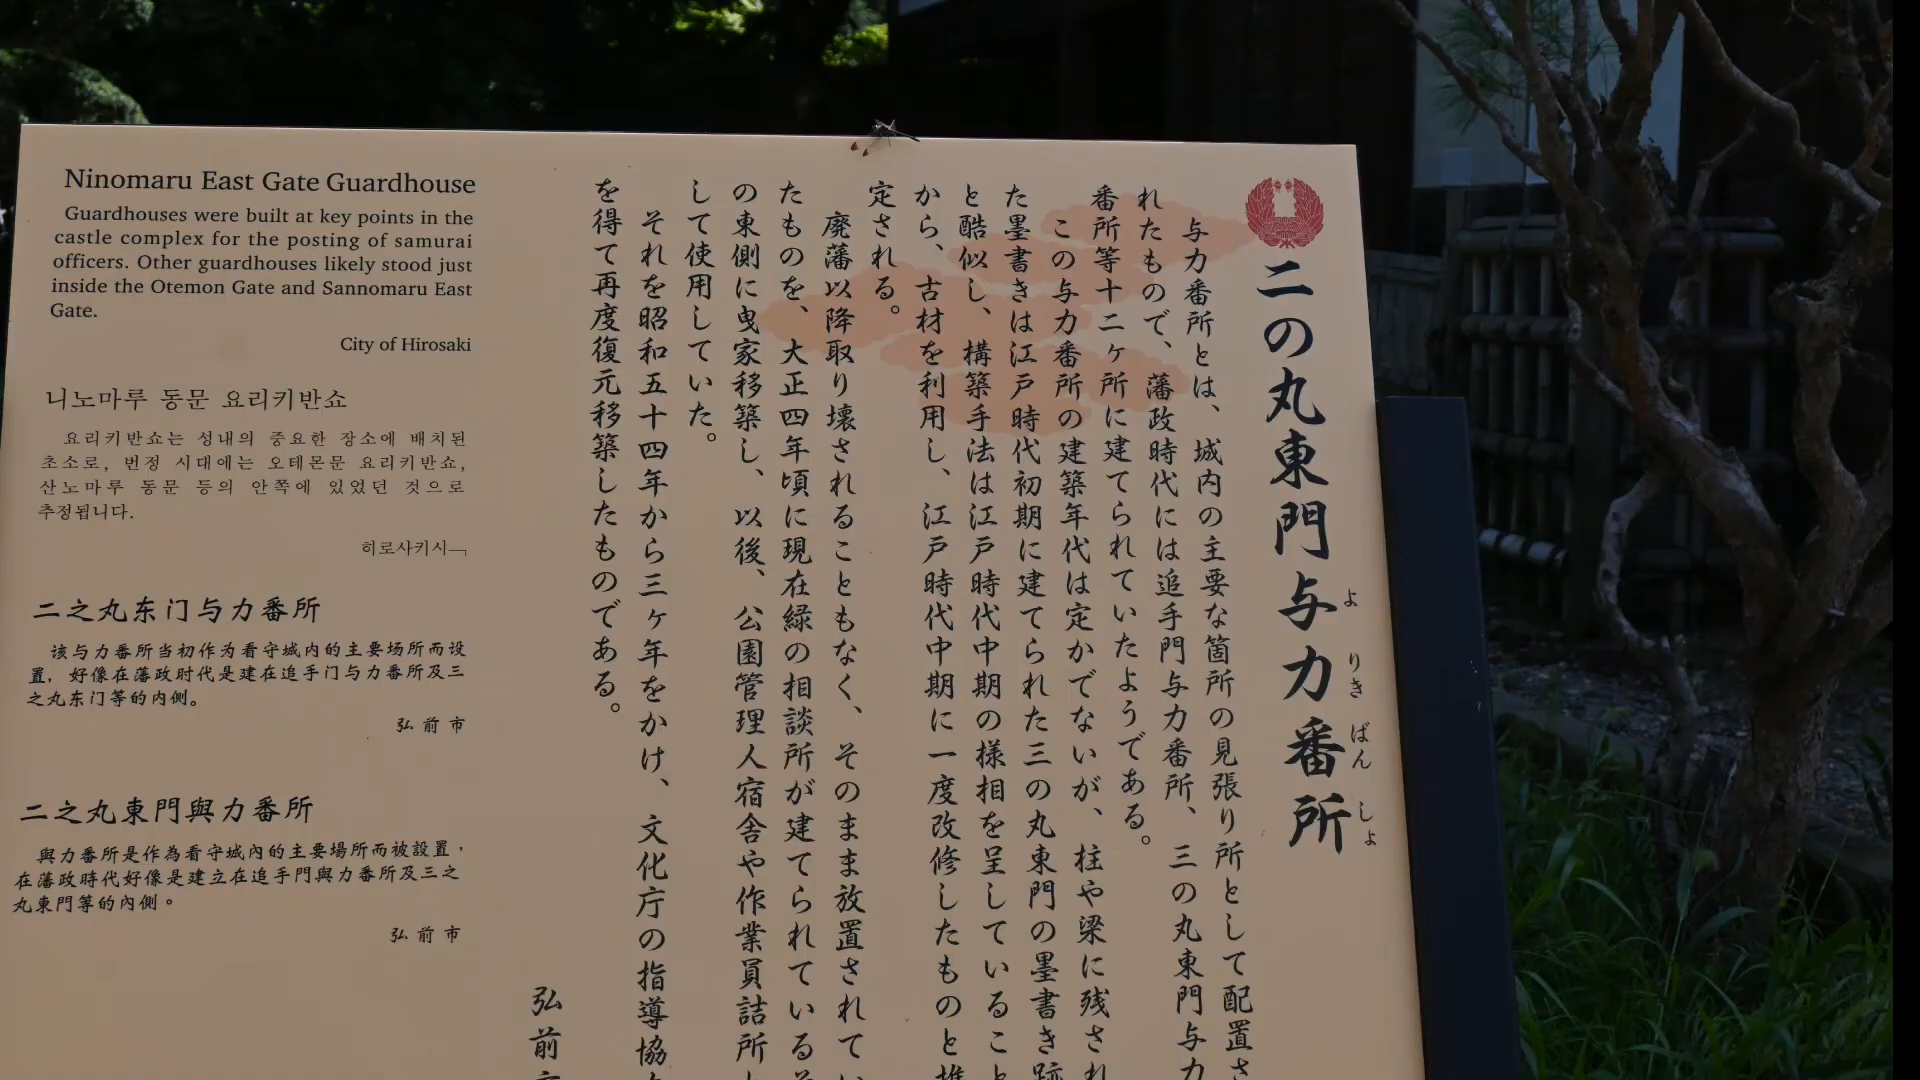 Ninomaru East Gate Guardhouse
Guardhouses were built at key points in the
castle complex for the posting of samurai
officers. Other guardhouses likely stood just
inside the Otemon Gate and Sannomaru East
Gate.
City of Hirosaki
니노마루 동문 요리키반쇼
요리키반쇼는 성내의 중요한 장소에 배치된
초소로, 번정 시대에는 오테몬문 요리키반쇼,
산노마루 동문 등의 안쪽에 있었던 것으로
추정됩니다.
히로사키시
二之丸东门与力番所
该与力番所当初作为看守城内的主要场所而设
置，好像在藩政时代是建在追手门与力番所及三
之丸东门等的内侧。
弘前市
二之丸東門與力番所
與力番所是作為看守城內的主要場所而被設置，
在藩政時代好像是建立在追手門與力番所及三之
丸東門等的內側。
弘前市
二の丸東門与力番所
よりきばんしょ
与力番所とは、城内の主要な箇所の見張り所として配置さ
れたもので、藩政時代には追手門与力番所、三の丸東門与力
番所等十二ヶ所に建てられていたようである。
この与力番所の建築年代は定かでないが、柱や梁に残され
た墨書きは江戸時代初期に建てられた三の丸東門の墨書き跡
と酷似し、構築手法は江戸時代中期の様相を呈していること
から、古材を利用し、江戸時代中期に一度改修したものと推
定される。
廃藩以降取り壊されることもなく、そのまま放置されてい
たものを、大正四年頃に現在緑の相談所が建てられているそ
の東側に曳家移築し、以後、公園管理人宿舎や作業員詰所と
して使用していた。
それを昭和五十四年から三ヶ年をかけ、文化庁の指導協力
を得て再度復元移築したものである。
弘前市